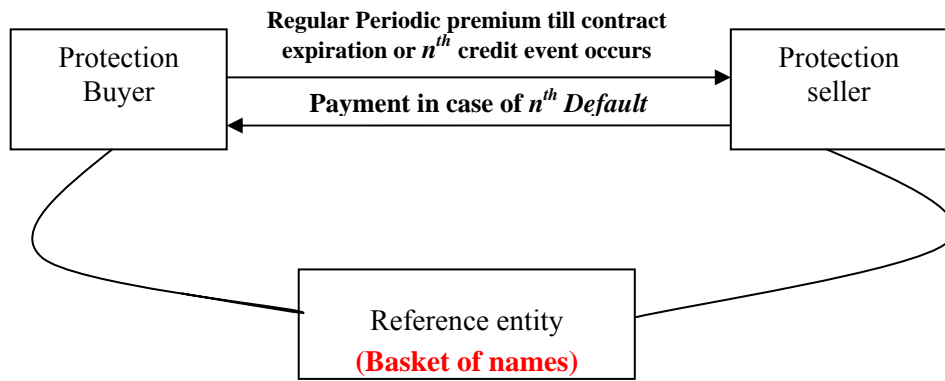 Regular Periodic premium till contract
expiration or nth credit event occurs
Protection
Buyer
Protection
seller
Payment in case of nth Default
Reference entity
(Basket of names)